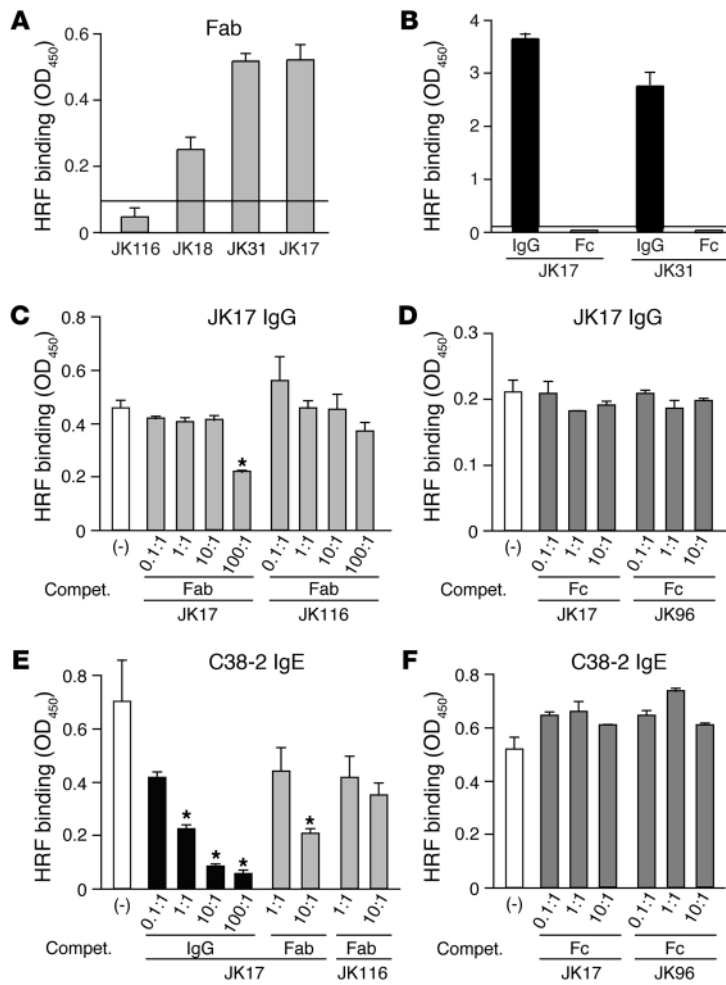 A
Fab
HRF binding (OD450)
0.6
0.4
0.2
0
JK116 JK18 JK31 JK17
B
HRF binding (OD450)
4
3
2
1
0
IgG Fc IgG Fc
JK17 JK31
C
JK17 IgG
HRF binding (OD450)
0.8
0.6
0.4
0.2
0
*
(-) 0.1:1 1:1 10:1 100:1 0.1:1 1:1 10:1 100:1
Compet. Fab Fab
JK17 JK116
D
JK17 IgG
HRF binding (OD450)
0.3
0.2
0.1
0
(-) 0.1:1 1:1 10:1 0.1:1 1:1 10:1
Compet. Fc Fc
JK17 JK96
E
C38-2 IgE
HRF binding (OD450)
0.8
0.6
0.4
0.2
0
* * * *
(-) 0.1:1 1:1 10:1 100:1 1:1 10:1 1:1 10:1
Compet. IgG Fab Fab
JK17 JK116
F
C38-2 IgE
HRF binding (OD450)
0.8
0.6
0.4
0.2
0
(-) 0.1:1 1:1 10:1 0.1:1 1:1 10:1
Compet. Fc Fc
JK17 JK96